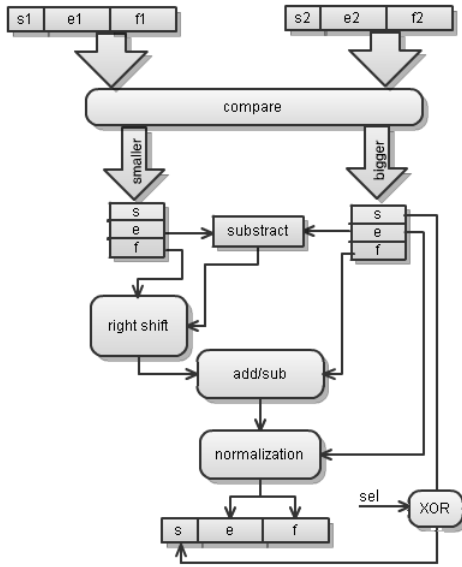 s1 e1 f1
s2 e2 f2
compare
smaller
bigger
s
e
f
substract
s
e
f
right shift
add/sub
normalization
sel
XOR
s e f